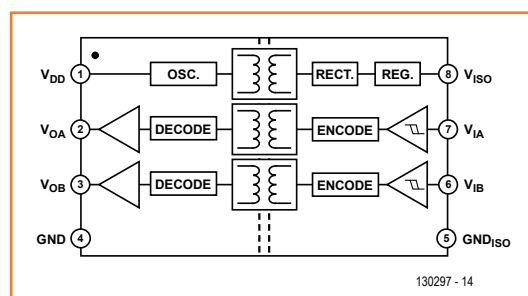 VDD 1 OSC. RECT. REG. 8 VISO
VOA 2 DECODE ENCODE 7 VIA
VOB 3 DECODE ENCODE 6 VIB
GND 4 5 GNDISO
130297 - 14